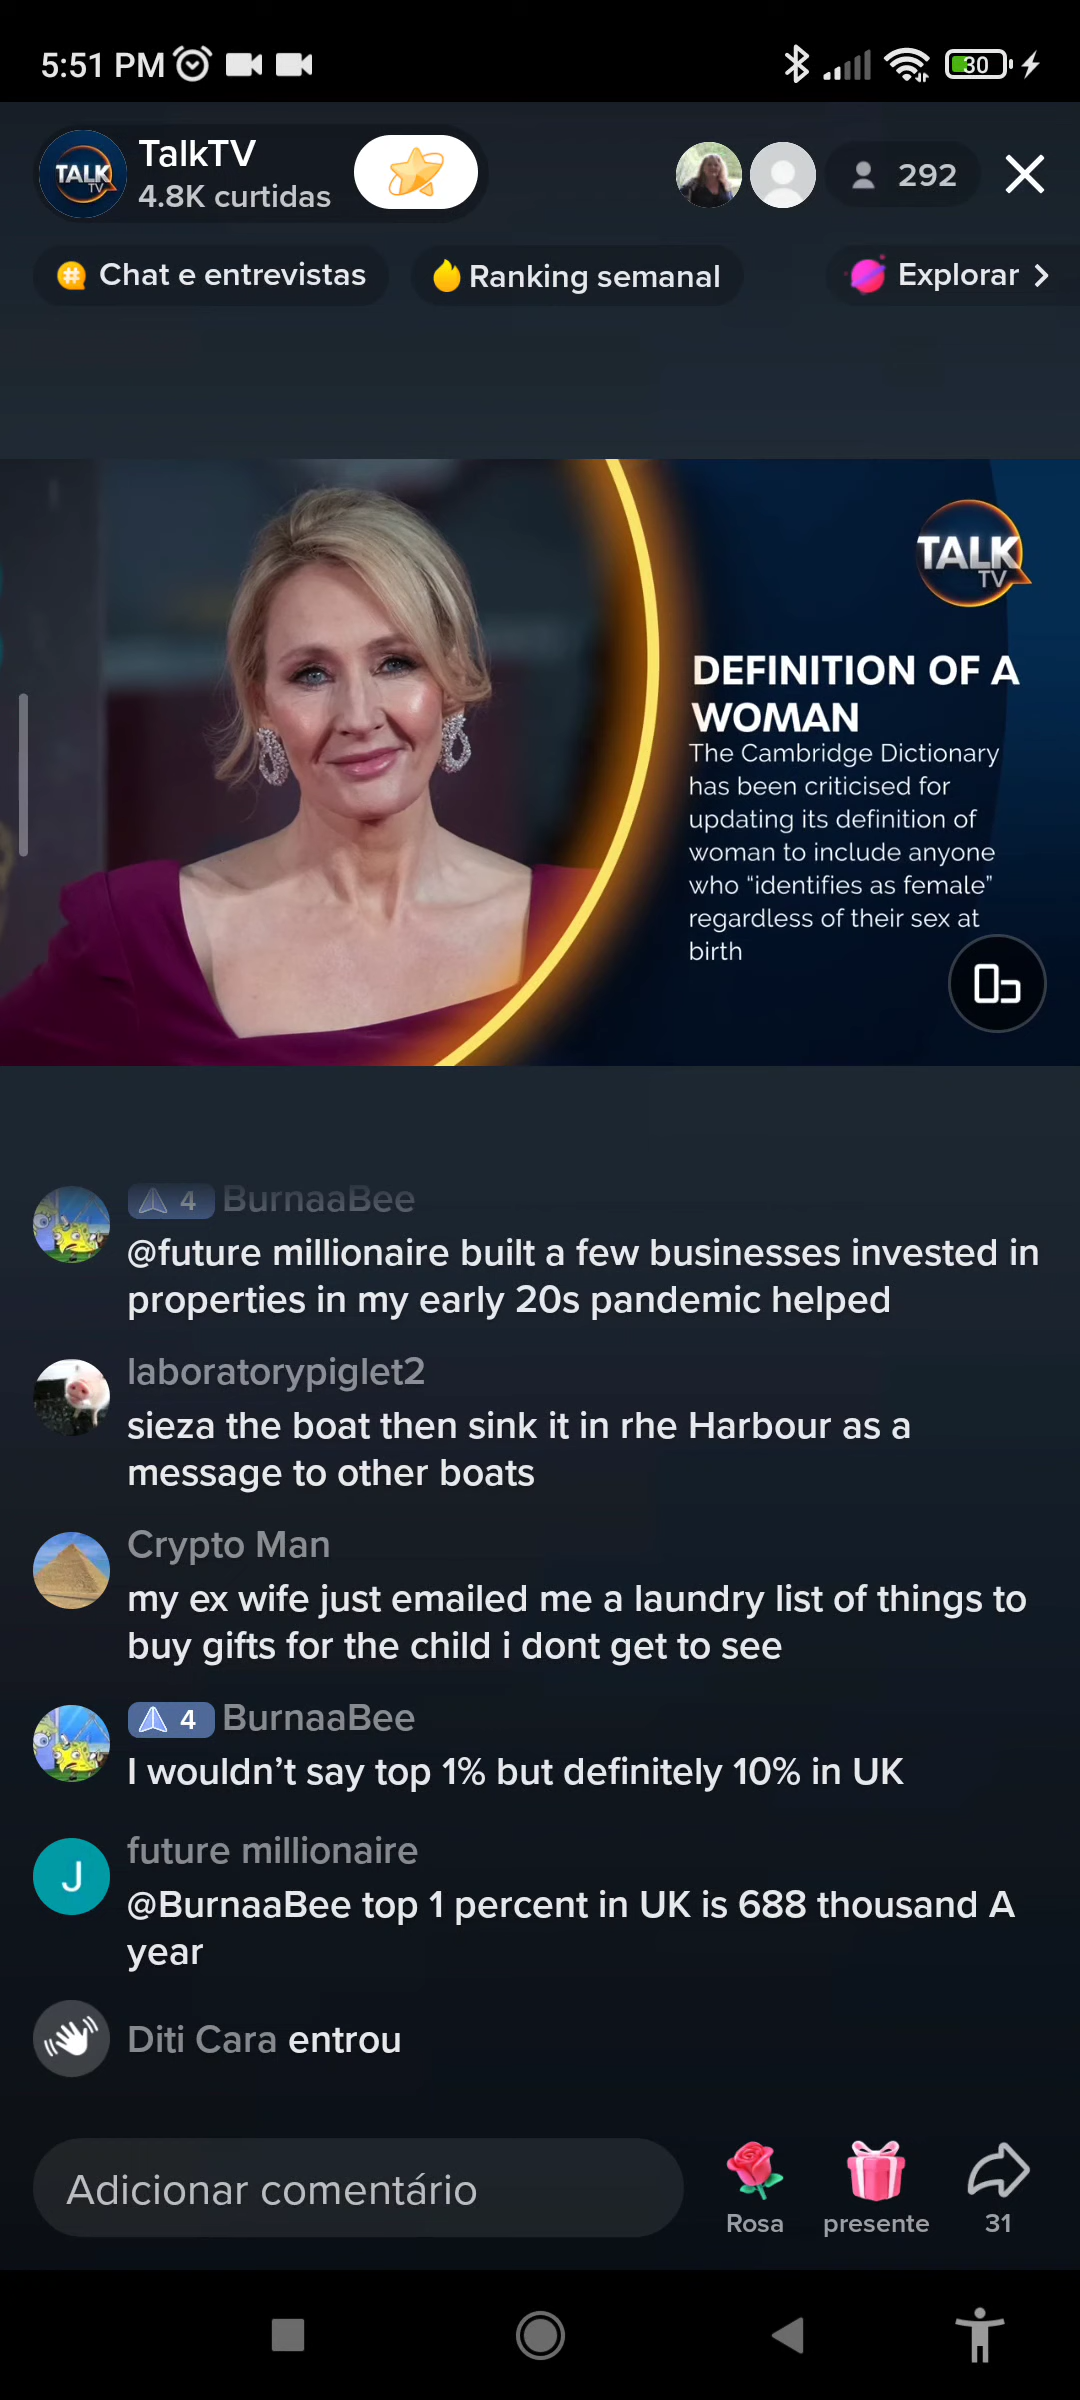 5:51 PM
30
TALK
TV
TalkTV
4.8K curtidas
292
Chat e entrevistas
Ranking semanal
Explorar
TALK
TV
DEFINITION OF A
WOMAN
The Cambridge Dictionary
has been criticised for
updating its definition of
woman to include anyone
who “identifies as female”
regardless of their sex at
birth
4 BurnaaBee
@future millionaire built a few businesses invested in
properties in my early 20s pandemic helped
laboratorypiglet2
sieza the boat then sink it in rhe Harbour as a
message to other boats
Crypto Man
my ex wife just emailed me a laundry list of things to
buy gifts for the child i dont get to see
4 BurnaaBee
I wouldn’t say top 1% but definitely 10% in UK
future millionaire
J
@BurnaaBee top 1 percent in UK is 688 thousand A
year
Diti Cara entrou
Adicionar comentário
Rosa
presente
31